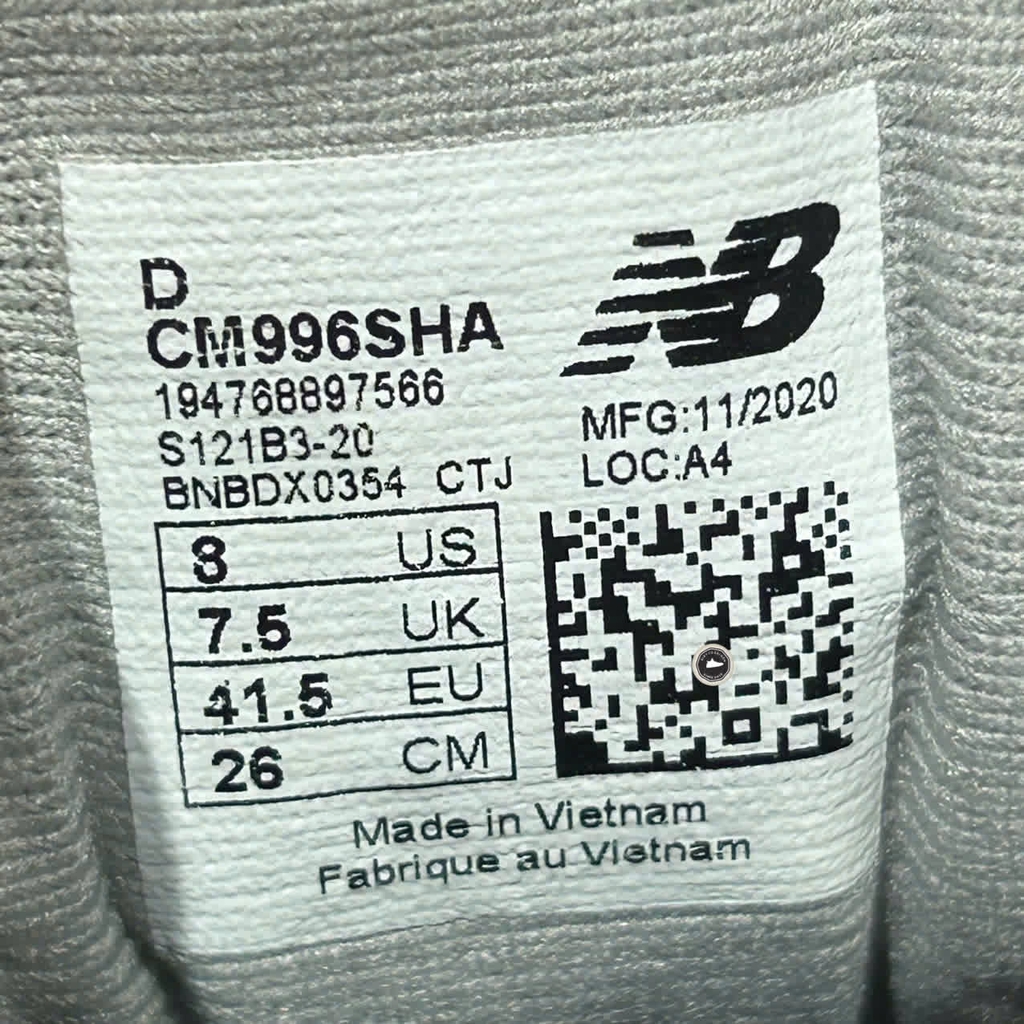 D
CM996SHA
194768897566
S121B3-20
BNBDX0354 CTJ
NB
MFG:11/2020
LOC:A4
8 US
7.5 UK
41.5 EU
26 CM
Made in Vietnam
Fabrique au Vietnam